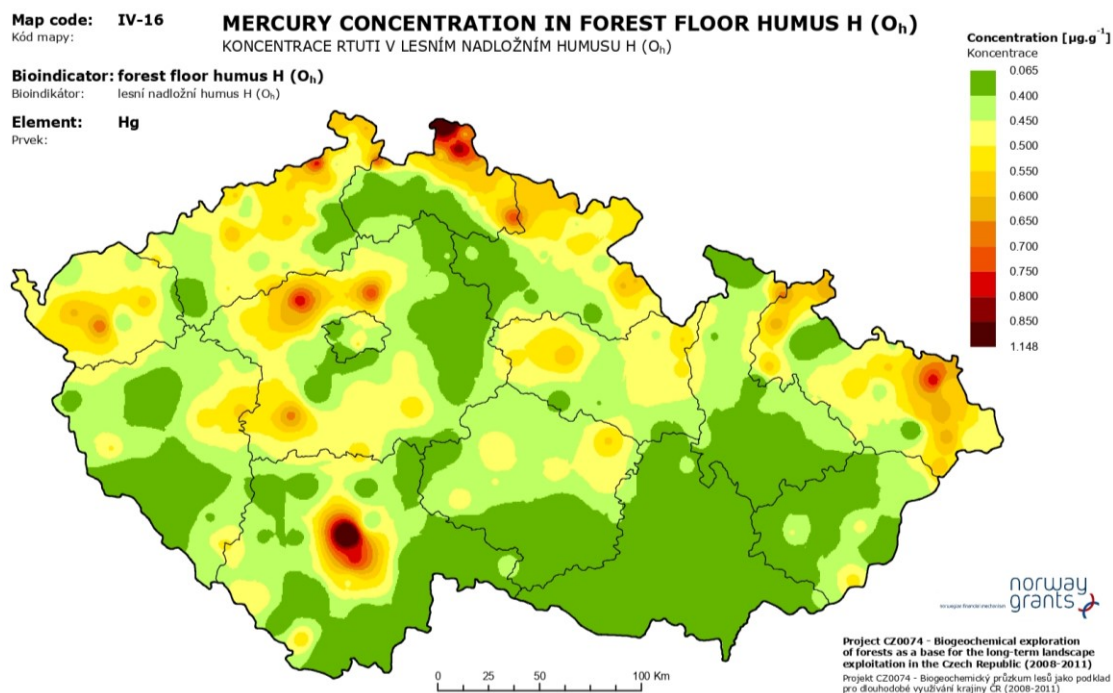 Map code: IV-16
Kód mapy:
MERCURY CONCENTRATION IN FOREST FLOOR HUMUS H (Oₕ)
KONCENTRACE RTUTI V LESNÍM NADLOŽNÍM HUMUSU H (Oₕ)
Bioindicator: forest floor humus H (Oₕ)
Bioindikátor: lesní nadložní humus H (Oₕ)
Element: Hg
Prvek:
Concentration [µg.g⁻¹]
Koncentrace
0.065
0.400
0.450
0.500
0.550
0.600
0.650
0.700
0.750
0.800
0.850
1.148
norway
grants
norwegian financial mechanism
0 25 50 100 Km
Project CZ0074 - Biogeochemical exploration
of forests as a base for the long-term landscape
exploitation in the Czech Republic (2008-2011)
Projekt CZ0074 - Biogeochemický průzkum lesů jako podklad
pro dlouhodobé využívání krajiny ČR (2008-2011)